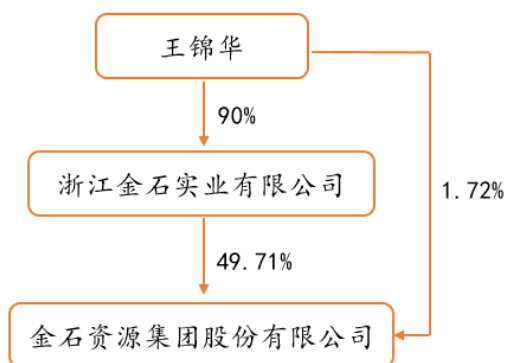 王锦华
90%
浙江金石实业有限公司
1.72%
49.71%
金石资源集团股份有限公司